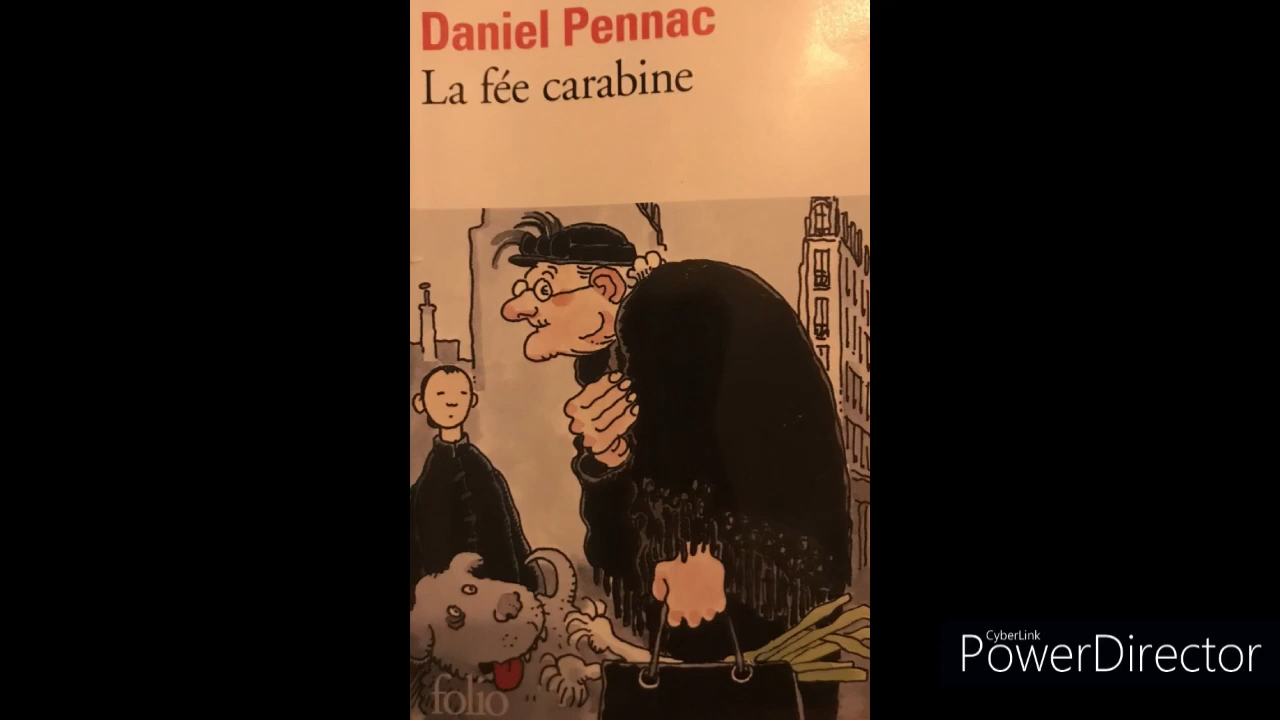 Daniel Pennac
La fée carabine
folio
CyberLink
PowerDirector